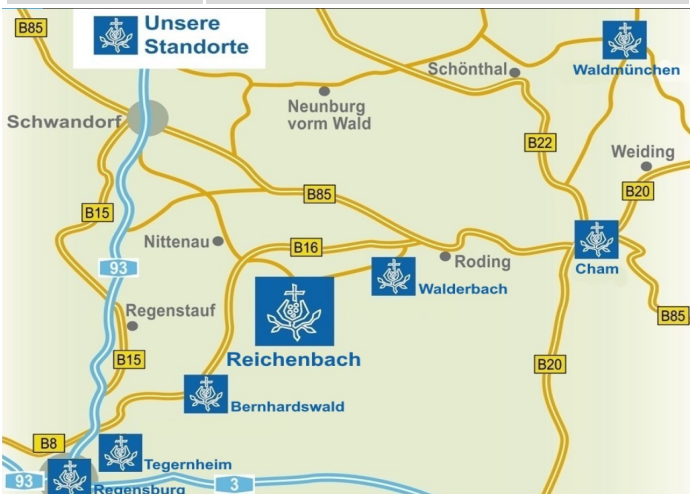 B85
Unsere
Standorte
Waldmünchen
Schönthal
Neunburg
vorm Wald
Schwandorf
B22
Weiding
B20
B85
B15
Nittenau
B16
Roding
Cham
93
Walderbach
Regenstauf
B85
Reichenbach
B15
B20
Bernhardswald
B8
Tegernheim
93
Regensburg
3